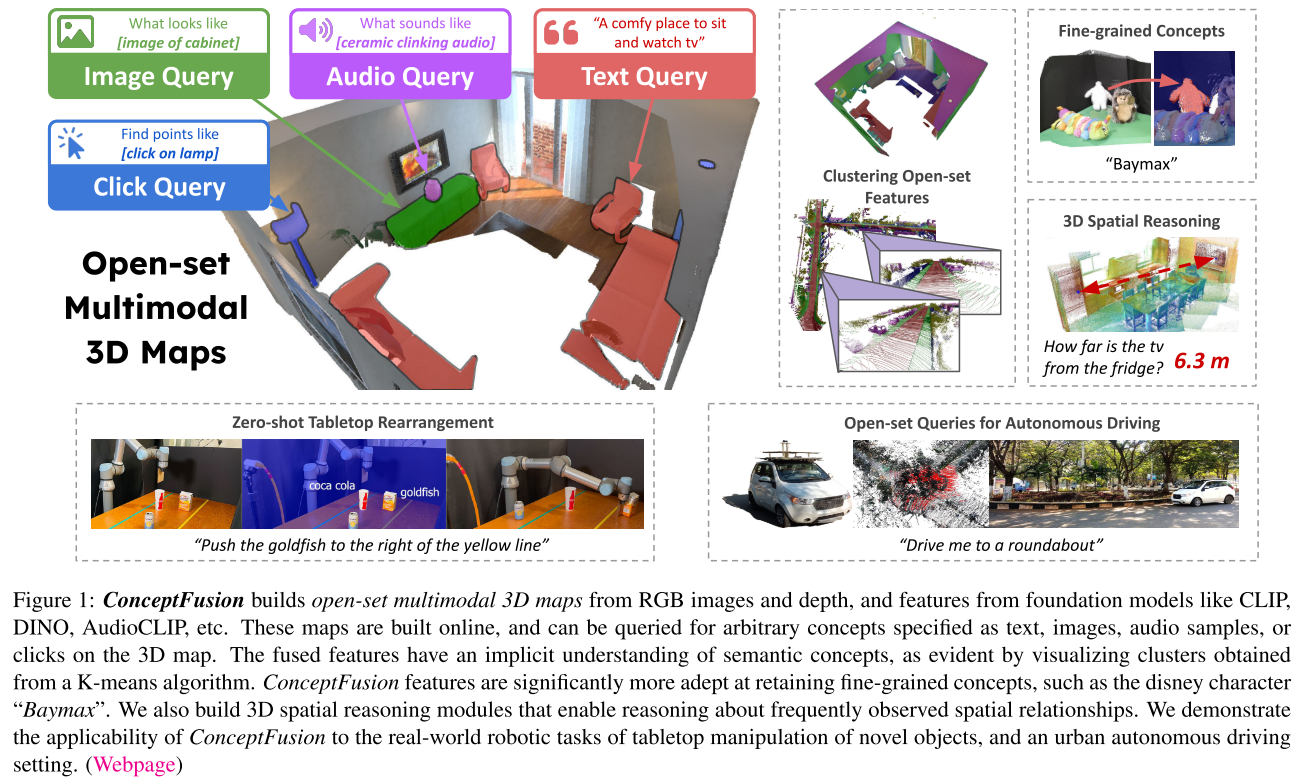 What looks like
[image of cabinet]
Image Query
What sounds like
[ceramic clinking audio]
Audio Query
“A comfy place to sit
and watch tv”
Text Query
Find points like
[click on lamp]
Click Query
Open-set
Multimodal
3D Maps
Clustering Open-set
Features
Fine-grained Concepts
“Baymax”
3D Spatial Reasoning
How far is the tv
from the fridge? 6.3 m
Zero-shot Tabletop Rearrangement
coca cola
goldfish
“Push the goldfish to the right of the yellow line”
Open-set Queries for Autonomous Driving
“Drive me to a roundabout”
Figure 1: ConceptFusion builds open-set multimodal 3D maps from RGB images and depth, and features from foundation models like CLIP,
DINO, AudioCLIP, etc. These maps are built online, and can be queried for arbitrary concepts specified as text, images, audio samples, or
clicks on the 3D map. The fused features have an implicit understanding of semantic concepts, as evident by visualizing clusters obtained
from a K-means algorithm. ConceptFusion features are significantly more adept at retaining fine-grained concepts, such as the disney character
“Baymax”. We also build 3D spatial reasoning modules that enable reasoning about frequently observed spatial relationships. We demonstrate
the applicability of ConceptFusion to the real-world robotic tasks of tabletop manipulation of novel objects, and an urban autonomous driving
setting. (Webpage)